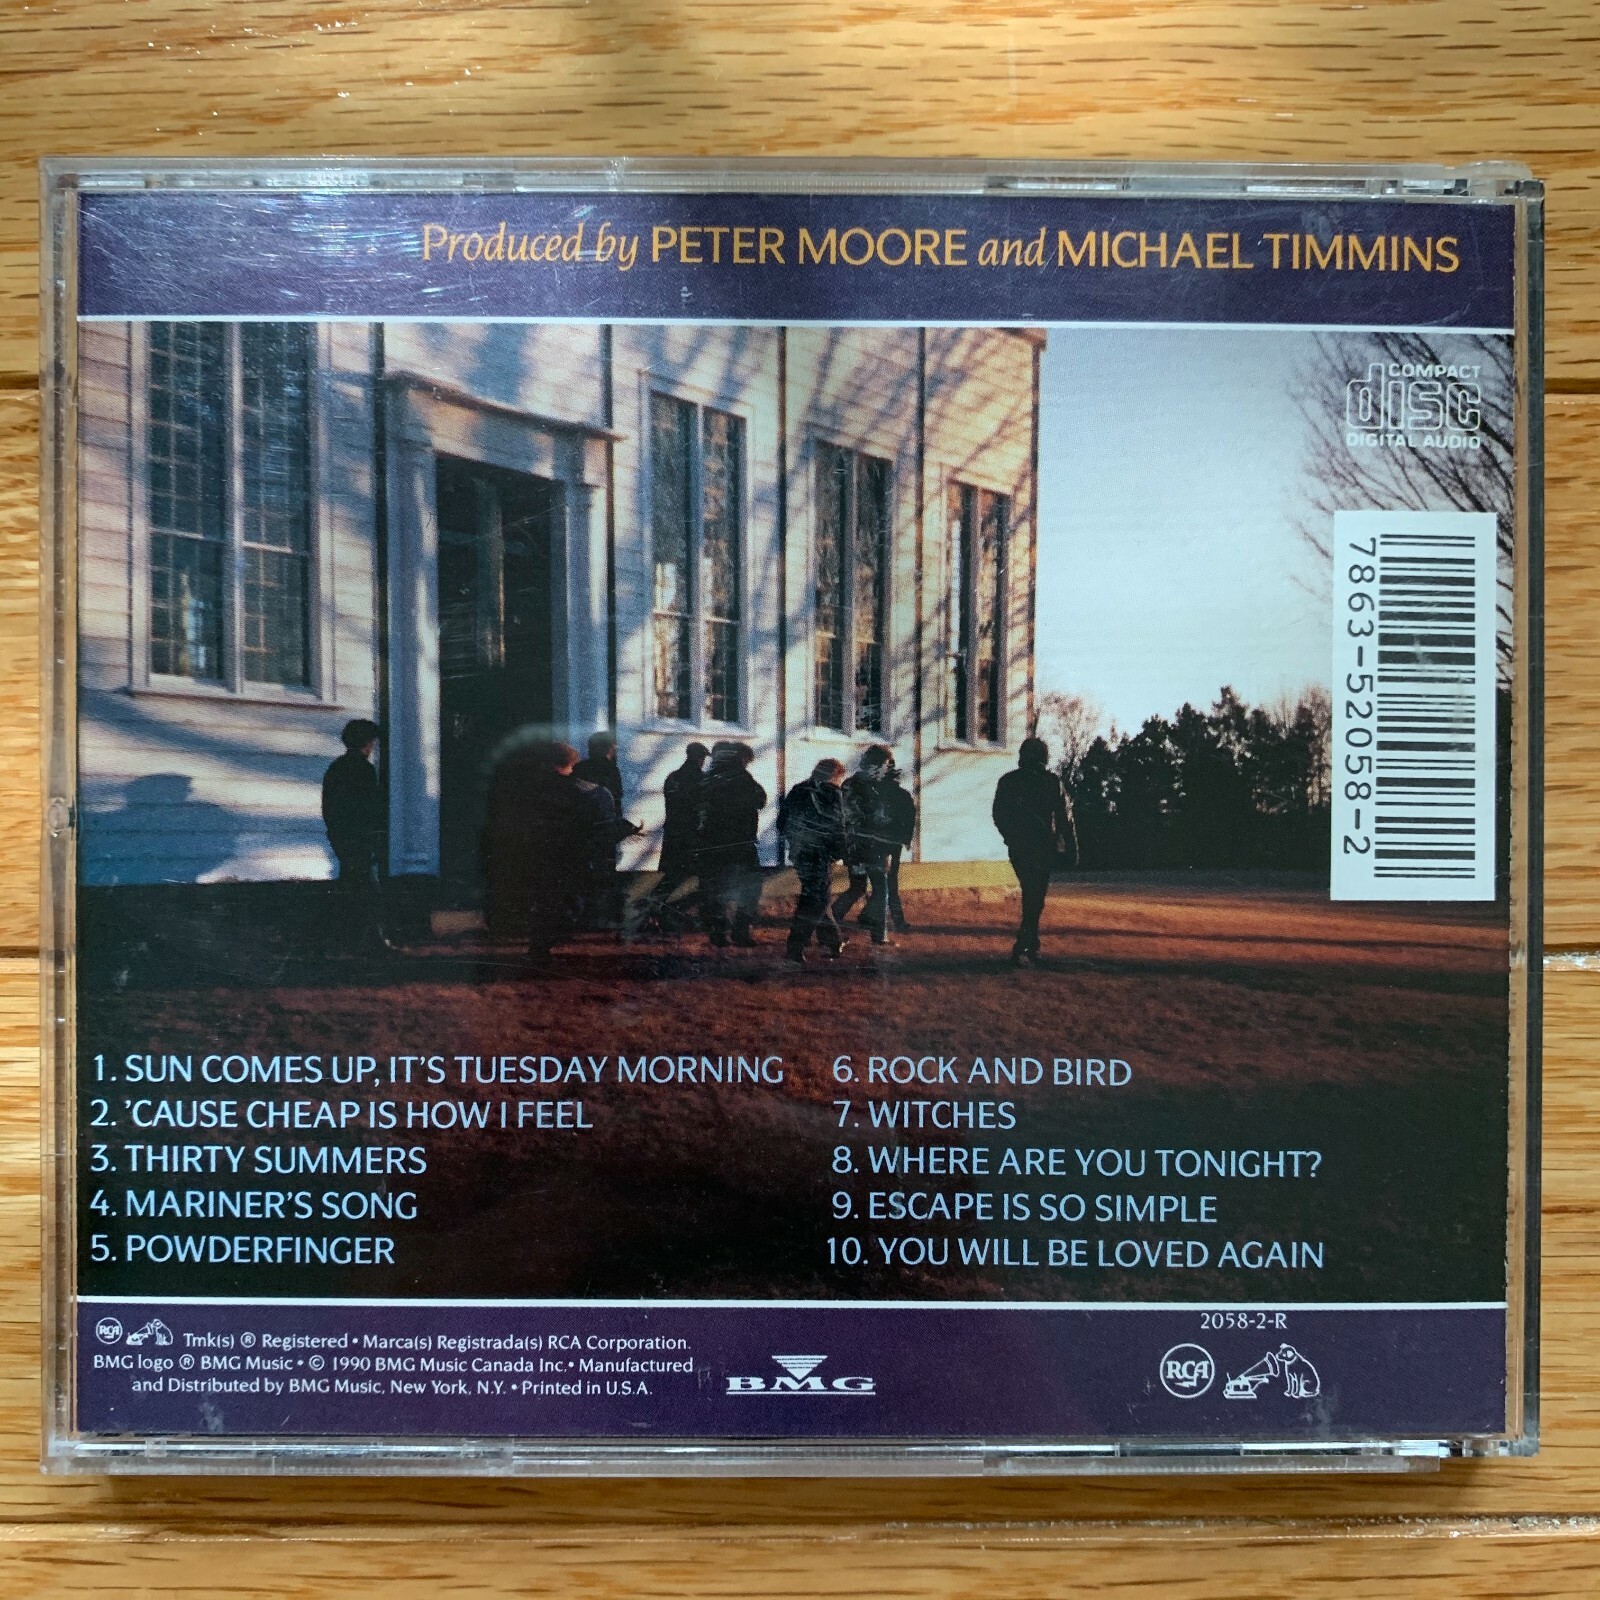 Produced by PETER MOORE and MICHAEL TIMMINS
COMPACT
disc
DIGITAL AUDIO
7863-52058-2
1. SUN COMES UP, IT'S TUESDAY MORNING
2. 'CAUSE CHEAP IS HOW I FEEL
3. THIRTY SUMMERS
4. MARINER'S SONG
5. POWDERFINGER
6. ROCK AND BIRD
7. WITCHES
8. WHERE ARE YOU TONIGHT?
9. ESCAPE IS SO SIMPLE
10. YOU WILL BE LOVED AGAIN
RCA Tmk(s) ® Registered • Marca(s) Registrada(s) RCA Corporation.
BMG logo ® BMG Music • © 1990 BMG Music Canada Inc. • Manufactured
and Distributed by BMG Music, New York, N.Y. • Printed in U.S.A.
BMG
2058-2-R
RCA